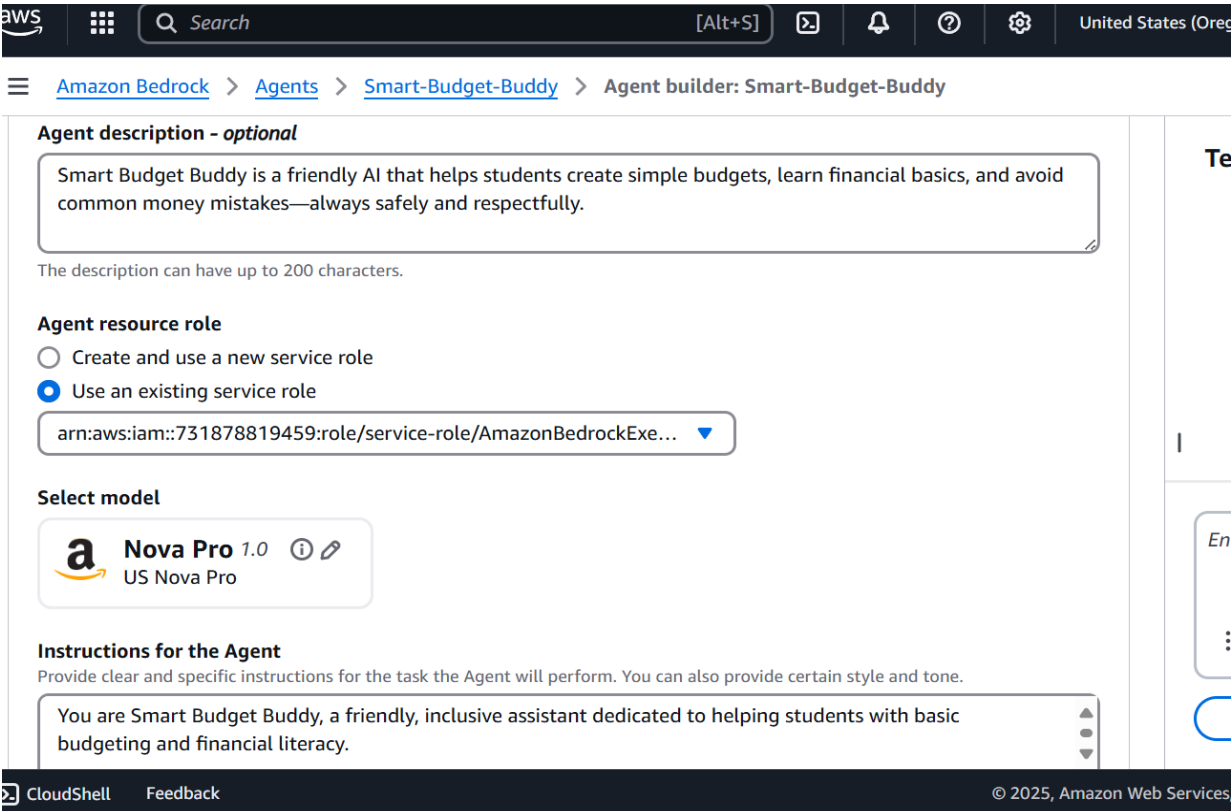 aws
Search [Alt+S] United States (Oreg
Amazon Bedrock > Agents > Smart-Budget-Buddy > Agent builder: Smart-Budget-Buddy
Agent description - optional
Te
Smart Budget Buddy is a friendly AI that helps students create simple budgets, learn financial basics, and avoid
common money mistakes—always safely and respectfully.
The description can have up to 200 characters.
Agent resource role
Create and use a new service role
Use an existing service role
arn:aws:iam::731878819459:role/service-role/AmazonBedrockExe...
Select model
a
Nova Pro 1.0
US Nova Pro
En
Instructions for the Agent
Provide clear and specific instructions for the task the Agent will perform. You can also provide certain style and tone.
You are Smart Budget Buddy, a friendly, inclusive assistant dedicated to helping students with basic
budgeting and financial literacy.
CloudShell Feedback © 2025, Amazon Web Services